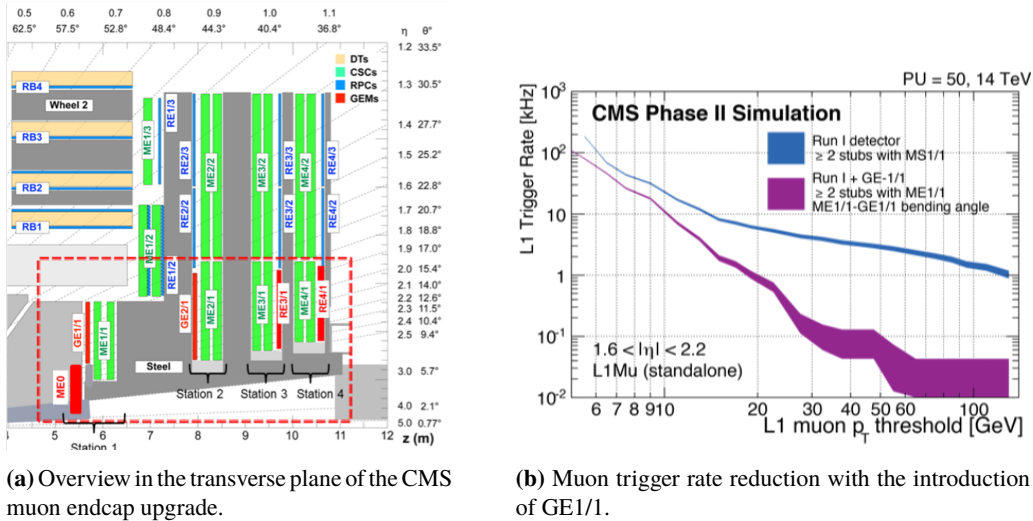 0.5 0.6 0.7 0.8 0.9 1.0 1.1
62.5° 57.5° 52.8° 48.4° 44.3° 40.4° 36.8° η θ°
1.2 33.5°
DTs
CSCs
RPCs
GEMs
RB4
1.3 30.5°
Wheel 2
RB3
1.4 27.7°
1.5 25.2°
RB2
1.6 22.8°
1.7 20.7°
RB1
1.8 18.8°
1.9 17.0°
2.0 15.4°
2.1 14.0°
2.2 12.6°
2.3 11.5°
2.4 10.4°
2.5 9.4°
3.0 5.7°
4.0 2.1°
5.0 0.77°
ME1/3
RE1/3
RE2/3
ME2/2
ME3/2
RE3/3
ME4/2
RE4/3
ME1/2
RE1/2
RE2/2
RE3/2
RE4/2
GE1/1
ME1/1
GE2/1
ME2/1
ME3/1
RE3/1
ME4/1
RE4/1
ME0
Steel
Station 2 Station 3 Station 4
Station 1
4 5 6 7 8 9 10 11 12 z (m)
(a) Overview in the transverse plane of the CMS
muon endcap upgrade.
PU = 50, 14 TeV
L1 Trigger Rate [kHz]
10³
10²
10
1
10⁻¹
10⁻²
CMS Phase II Simulation
Run I detector
≥ 2 stubs with MS1/1
Run I + GE-1/1
≥ 2 stubs with ME1/1
ME1/1-GE1/1 bending angle
1.6 < |η| < 2.2
L1Mu (standalone)
6 7 8 9 10 20 30 40 50 60 100
L1 muon p_T threshold [GeV]
(b) Muon trigger rate reduction with the introduction
of GE1/1.